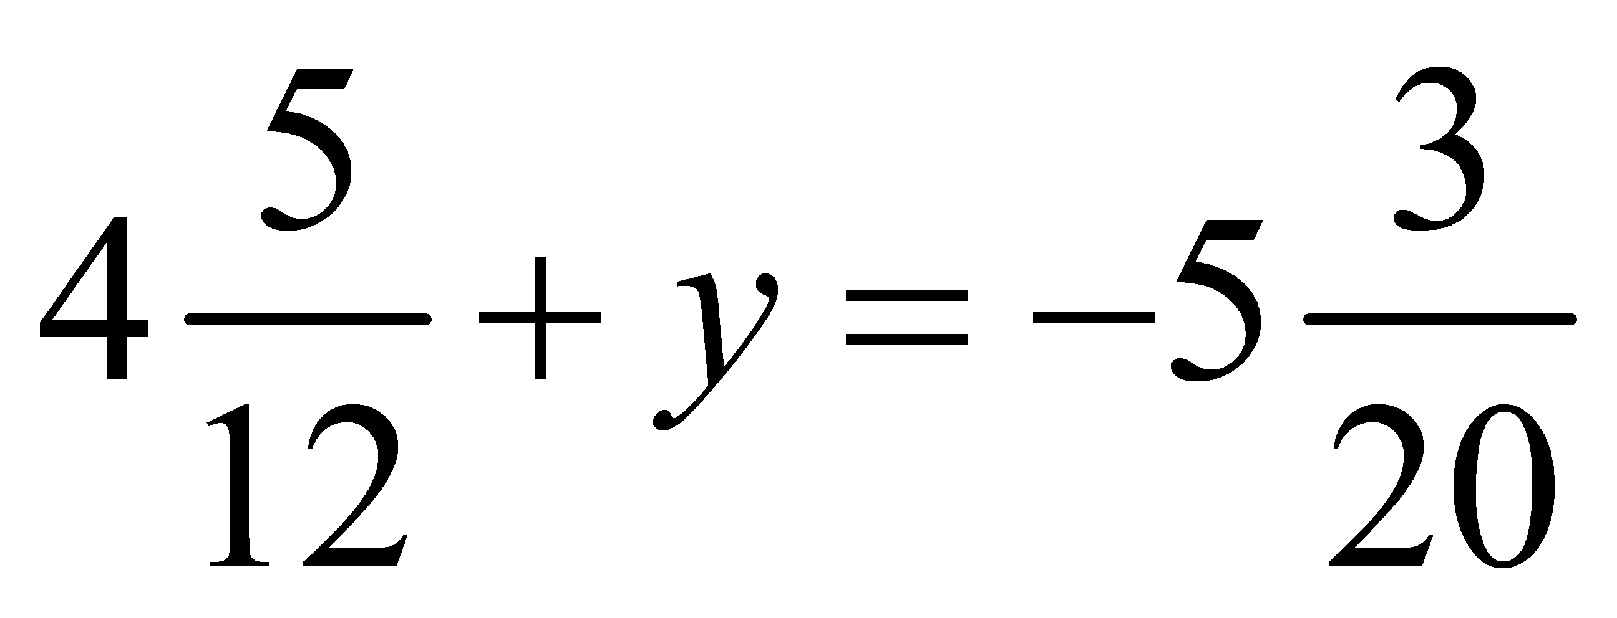 4 5/12 + y = −5 3/20